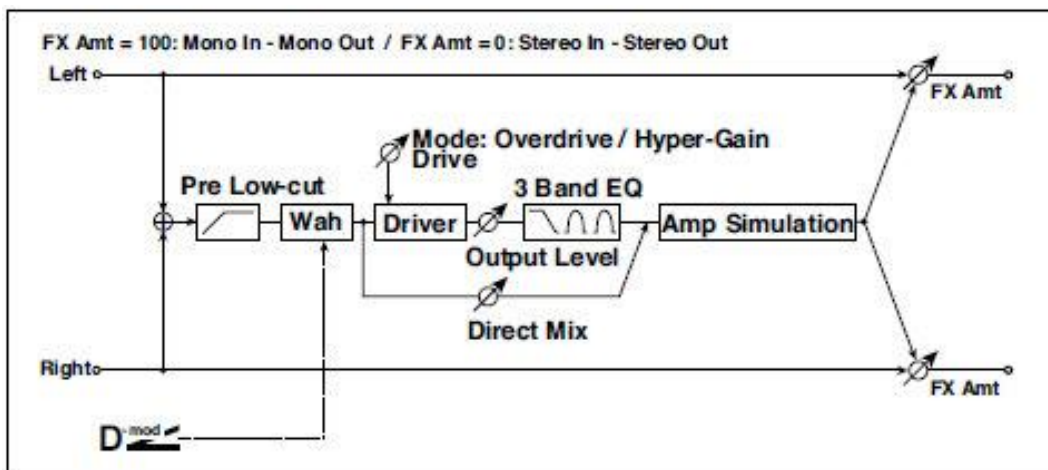 FX Amt = 100: Mono In - Mono Out / FX Amt = 0: Stereo In - Stereo Out
Left
FX Amt
Mode: Overdrive / Hyper-Gain
Drive
Pre Low-cut
3 Band EQ
Wah
Driver
Amp Simulation
Output Level
Direct Mix
Right
FX Amt
D-mod